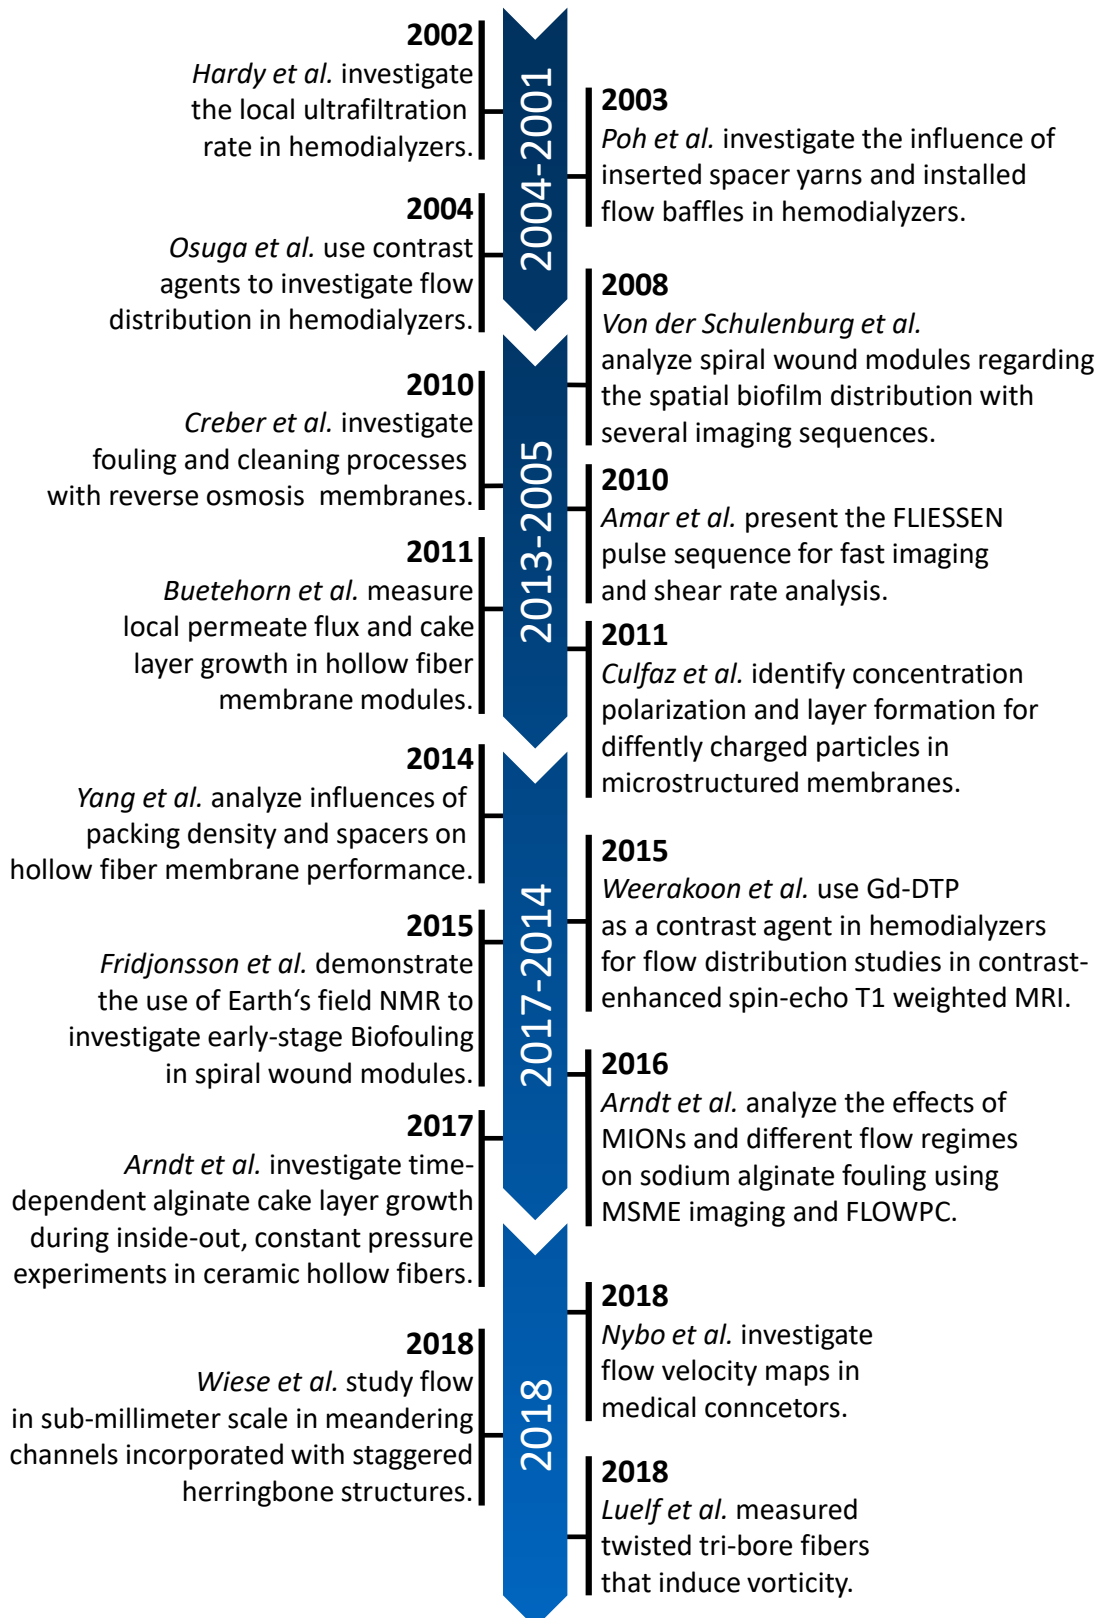 2002
Hardy et al. investigate
the local ultrafiltration
rate in hemodialyzers.
2004-2001
2003
Poh et al. investigate the influence of
inserted spacer yarns and installed
flow baffles in hemodialyzers.
2004
Osuga et al. use contrast
agents to investigate flow
distribution in hemodialyzers.
2008
Von der Schulenburg et al.
analyze spiral wound modules regarding
the spatial biofilm distribution with
several imaging sequences.
2013-2005
2010
Creber et al. investigate
fouling and cleaning processes
with reverse osmosis membranes.
2010
Amar et al. present the FLIESSEN
pulse sequence for fast imaging
and shear rate analysis.
2011
Buetehorn et al. measure
local permeate flux and cake
layer growth in hollow fiber
membrane modules.
2011
Culfaz et al. identify concentration
polarization and layer formation for
diffently charged particles in
microstructured membranes.
2014
Yang et al. analyze influences of
packing density and spacers on
hollow fiber membrane performance.
2017-2014
2015
Weerakoon et al. use Gd-DTP
as a contrast agent in hemodialyzers
for flow distribution studies in contrast-
enhanced spin-echo T1 weighted MRI.
2015
Fridjonsson et al. demonstrate
the use of Earth‘s field NMR to
investigate early-stage Biofouling
in spiral wound modules.
2016
Arndt et al. analyze the effects of
MIONs and different flow regimes
on sodium alginate fouling using
MSME imaging and FLOWPC.
2017
Arndt et al. investigate time-
dependent alginate cake layer growth
during inside-out, constant pressure
experiments in ceramic hollow fibers.
2018
2018
Nybo et al. investigate
flow velocity maps in
medical conncetors.
2018
Wiese et al. study flow
in sub-millimeter scale in meandering
channels incorporated with staggered
herringbone structures.
2018
Luelf et al. measured
twisted tri-bore fibers
that induce vorticity.